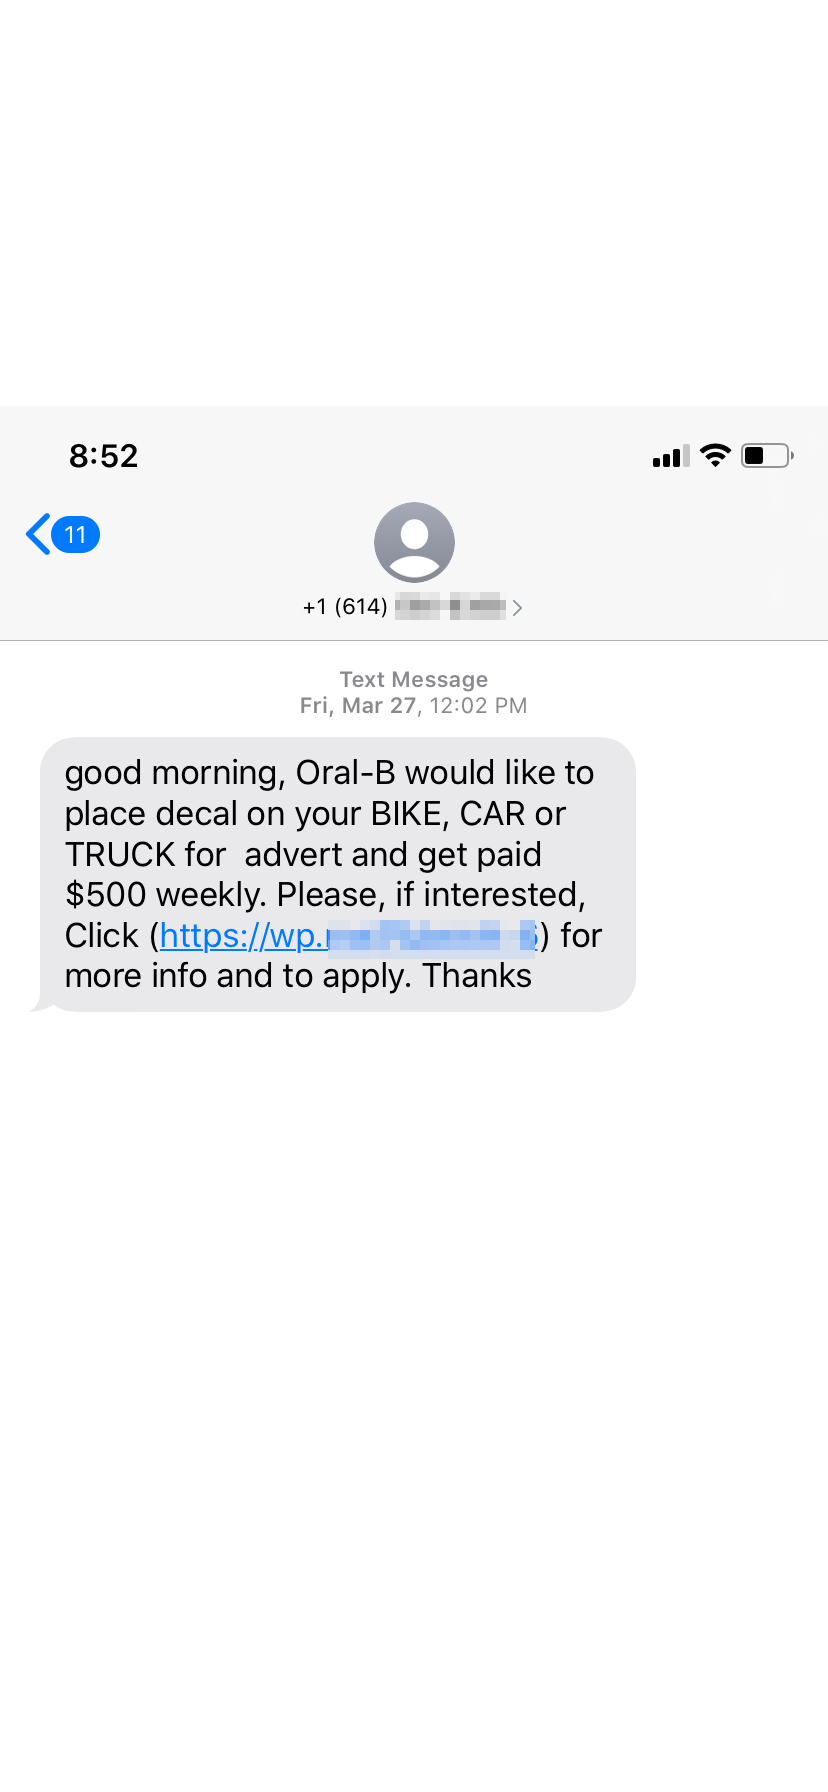 8:52
11
+1 (614)
Text Message
Fri, Mar 27, 12:02 PM
good morning, Oral-B would like to
place decal on your BIKE, CAR or
TRUCK for  advert and get paid
$500 weekly. Please, if interested,
Click (https://wp.) for
more info and to apply. Thanks